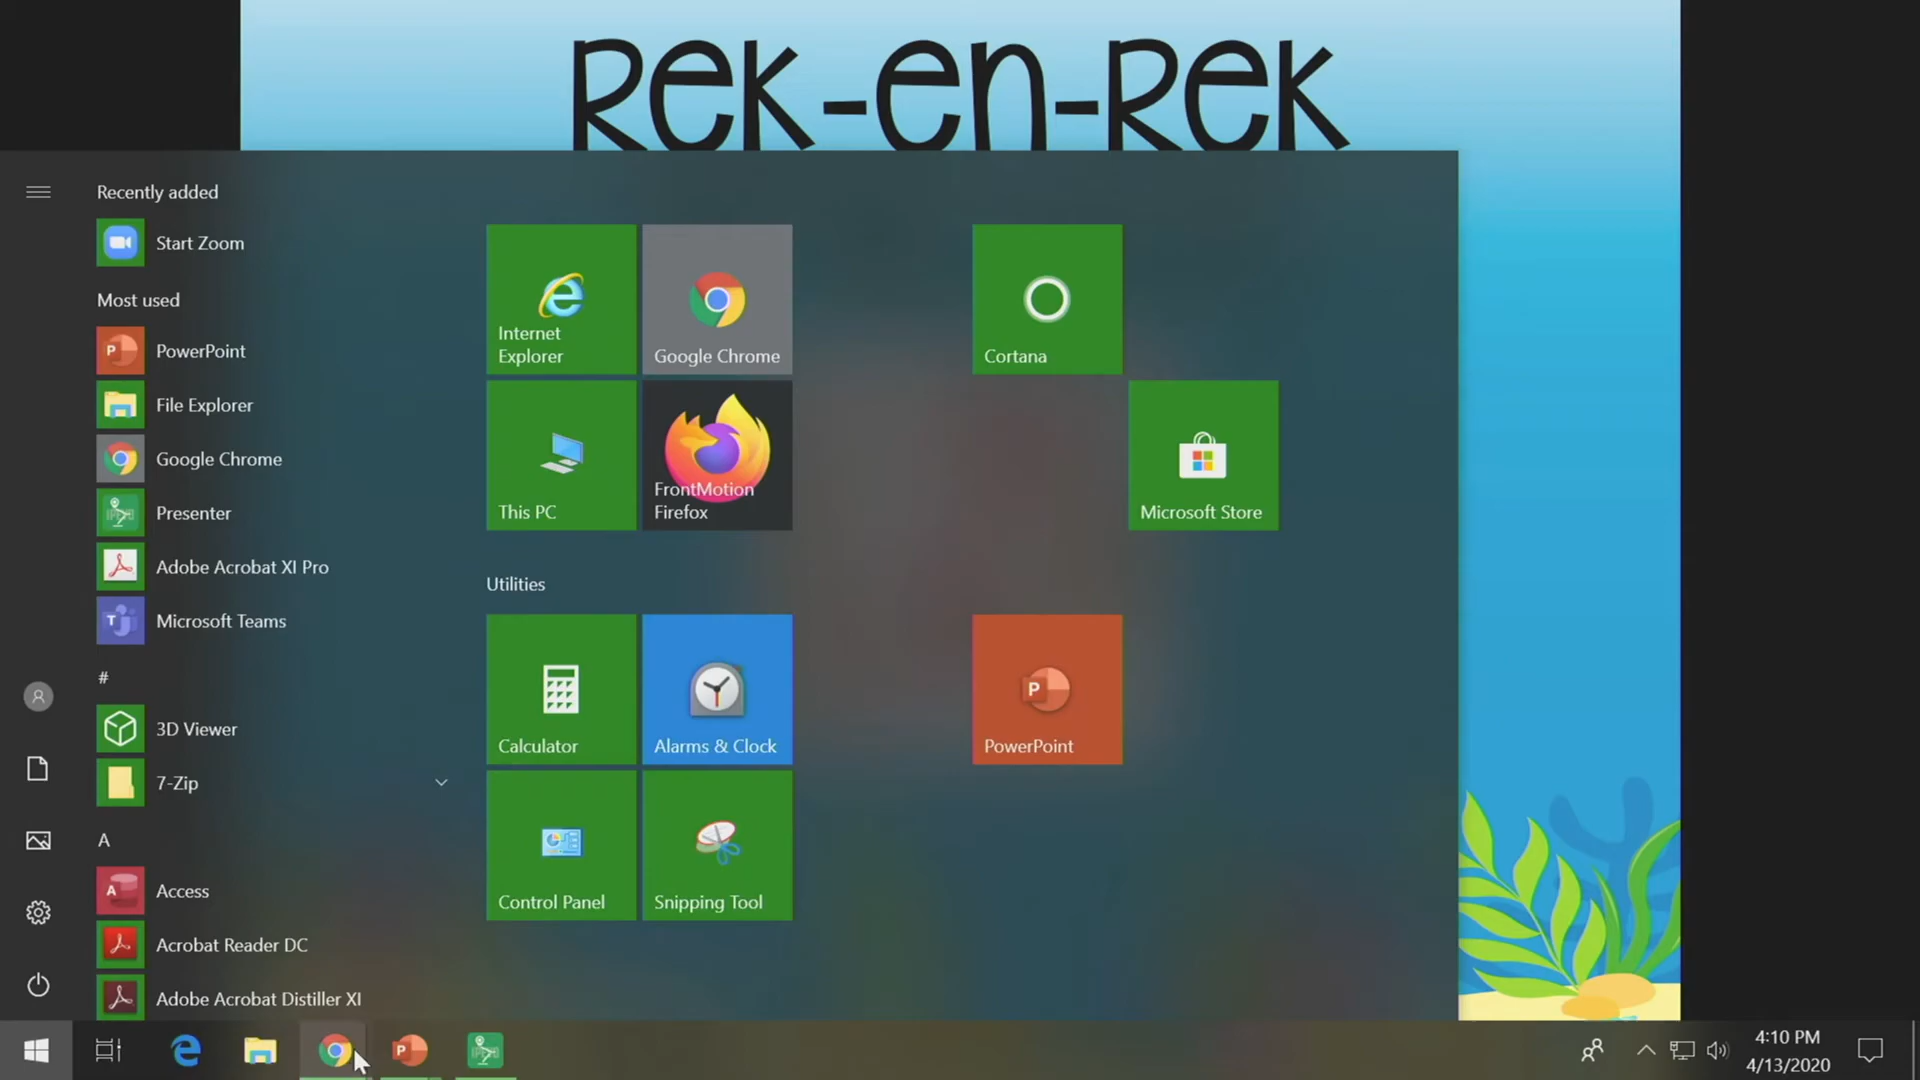 Rek-en-Rek
Recently added
Start Zoom
Most used
PowerPoint
File Explorer
Google Chrome
Presenter
Adobe Acrobat XI Pro
Microsoft Teams
#
3D Viewer
7-Zip
A
Access
Acrobat Reader DC
Adobe Acrobat Distiller XI
Internet
Explorer
Google Chrome
Cortana
This PC
FrontMotion
Firefox
Microsoft Store
Utilities
Calculator
Alarms & Clock
PowerPoint
Control Panel
Snipping Tool
4:10 PM
4/13/2020